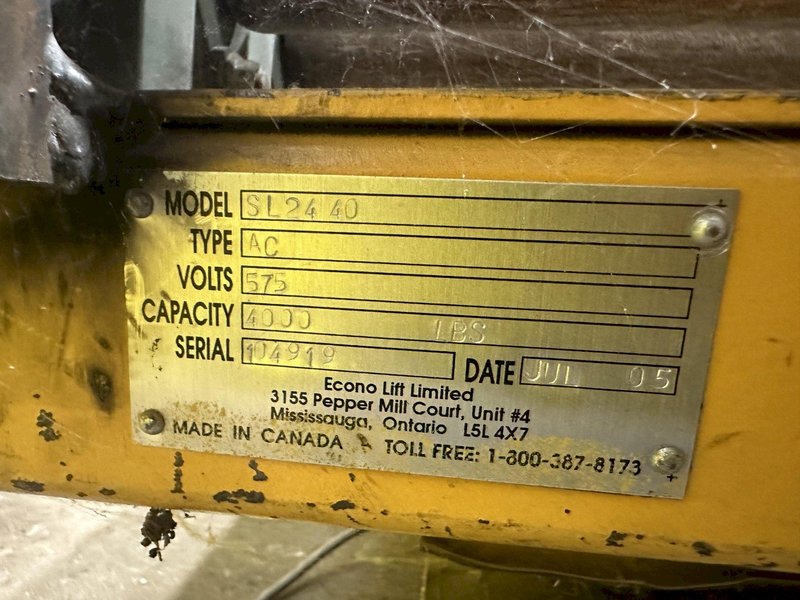 MODEL SL24 40
TYPE AC
VOLTS 575
CAPACITY 4000 LBS
SERIAL 104919 DATE JUL 05
Econo Lift Limited
3155 Pepper Mill Court, Unit #4
Mississauga, Ontario L5L 4X7
MADE IN CANADA TOLL FREE: 1-800-387-8173